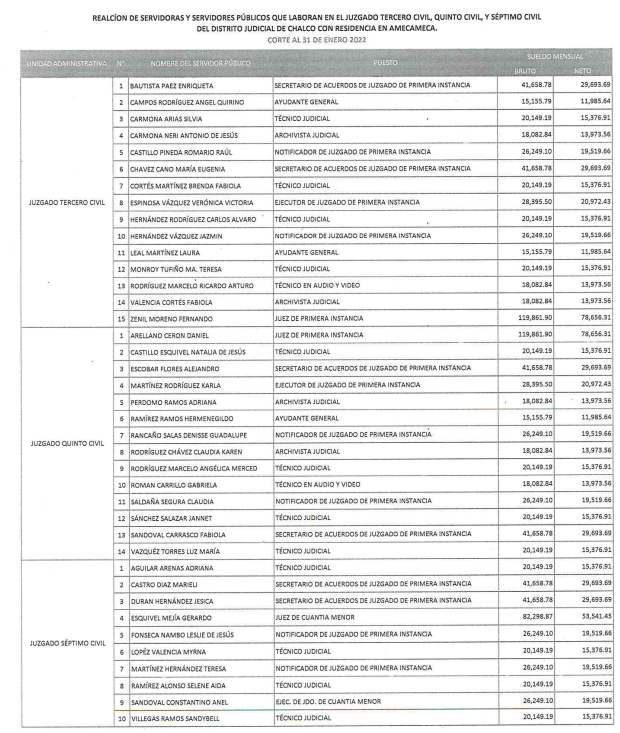 REALCÍON DE SERVIDORAS Y SERVIDORES PÚBLICOS QUE LABORAN EN EL JUZGADO TERCERO CIVIL, QUINTO CIVIL, Y SÉPTIMO CIVIL
DEL DISTRITO JUDICIAL DE CHALCO CON RESIDENCIA EN AMECAMECA.
CORTE AL 31 DE ENERO 2022
UNIDAD ADMINISTRATIVA N° NOMBRE DEL SERVIDOR PÚBLICO PUESTO SUELDO MENSUAL
BRUTO NETO
1 BAUTISTA PAEZ ENRIQUETA SECRETARIO DE ACUERDOS DE JUZGADO DE PRIMERA INSTANCIA 41,658.78 29,693.69
2 CAMPOS RODRÍGUEZ ANGEL QUIRINO AYUDANTE GENERAL 15,155.79 11,985.64
3 CARMONA ARIAS SILVIA TÉCNICO JUDICIAL 20,149.19 15,376.91
4 CARMONA NERI ANTONIO DE JESÚS ARCHIVISTA JUDICIAL 18,082.84 13,973.56
5 CASTILLO PINEDA ROMARIO RAÚL NOTIFICADOR DE JUZGADO DE PRIMERA INSTANCIA 26,249.10 19,519.66
6 CHAVEZ CANO MARÍA EUGENIA SECRETARIO DE ACUERDOS DE JUZGADO DE PRIMERA INSTANCIA 41,658.78 29,693.69
7 CORTÉS MARTÍNEZ BRENDA FABIOLA TÉCNICO JUDICIAL 20,149.19 15,376.91
JUZGADO TERCERO CIVIL 8 ESPINOSA VÁZQUEZ VERÓNICA VICTORIA EJECUTOR DE JUZGADO DE PRIMERA INSTANCIA 28,395.50 20,972.43
9 HERNÁNDEZ RODRÍGUEZ CARLOS ALVARO TÉCNICO JUDICIAL 20,149.19 15,376.91
10 HERNÁNDEZ VÁZQUEZ JAZMIN NOTIFICADOR DE JUZGADO DE PRIMERA INSTANCIA 26,249.10 19,519.66
11 LEAL MARTÍNEZ LAURA AYUDANTE GENERAL 15,155.79 11,985.64
12 MONROY TUFIÑO MA. TERESA TÉCNICO JUDICIAL 20,149.19 15,376.91
13 RODRÍGUEZ MARCELO RICARDO ARTURO TÉCNICO EN AUDIO Y VIDEO 18,082.84 13,973.56
14 VALENCIA CORTÉS FABIOLA ARCHIVISTA JUDICIAL 18,082.84 13,973.56
15 ZENIL MORENO FERNANDO JUEZ DE PRIMERA INSTANCIA 119,861.90 78,656.31
1 ARELLANO CERON DANIEL JUEZ DE PRIMERA INSTANCIA 119,861.90 78,656.31
2 CASTILLO ESQUIVEL NATALIA DE JESÚS TÉCNICO JUDICIAL 20,149.19 15,376.91
3 ESCOBAR FLORES ALEJANDRO SECRETARIO DE ACUERDOS DE JUZGADO DE PRIMERA INSTANCIA 41,658.78 29,693.69
4 MARTÍNEZ RODRÍGUEZ KARLA EJECUTOR DE JUZGADO DE PRIMERA INSTANCIA 28,395.50 20,972.43
5 PERDOMO RAMOS ADRIANA ARCHIVISTA JUDICIAL 18,082.84 13,973.56
6 RAMÍREZ RAMOS HERMENEGILDO AYUDANTE GENERAL 15,155.79 11,985.64
7 RANCAÑO SALAS DENISSE GUADALUPE NOTIFICADOR DE JUZGADO DE PRIMERA INSTANCIA 26,249.10 19,519.66
JUZGADO QUINTO CIVIL 8 RODRÍGUEZ CHÁVEZ CLAUDIA KAREN ARCHIVISTA JUDICIAL 18,082.84 13,973.56
9 RODRÍGUEZ MARCELO ANGÉLICA MERCED TÉCNICO JUDICIAL 20,149.19 15,376.91
10 ROMAN CARRILLO GABRIELA TÉCNICO EN AUDIO Y VIDEO 18,082.84 13,973.56
11 SALDAÑA SEGURA CLAUDIA NOTIFICADOR DE JUZGADO DE PRIMERA INSTANCIA 26,249.10 19,519.66
12 SÁNCHEZ SALAZAR JANNET TÉCNICO JUDICIAL 20,149.19 15,376.91
13 SANDOVAL CARRASCO FABIOLA SECRETARIO DE ACUERDOS DE JUZGADO DE PRIMERA INSTANCIA 41,658.78 29,693.69
14 VAZQUÉZ TORRES LUZ MARÍA TÉCNICO JUDICIAL 20,149.19 15,376.91
1 AGUILAR ARENAS ADRIANA TÉCNICO JUDICIAL 20,149.19 15,376.91
2 CASTRO DIAZ MARIELI SECRETARIO DE ACUERDOS DE JUZGADO DE PRIMERA INSTANCIA 41,658.78 29,693.69
3 DURAN HERNÁNDEZ JESICA SECRETARIO DE ACUERDOS DE JUZGADO DE PRIMERA INSTANCIA 41,658.78 29,693.69
4 ESQUIVEL MEJÍA GERARDO JUEZ DE CUANTIA MENOR 82,298.87 53,541.45
JUZGADO SÉPTIMO CIVIL 5 FONSECA NAMBO LESLIE DE JESÚS NOTIFICADOR DE JUZGADO DE PRIMERA INSTANCIA 26,249.10 19,519.66
6 LOPÉZ VALENCIA MYRNA TÉCNICO JUDICIAL 20,149.19 15,376.91
7 MARTÍNEZ HERNÁNDEZ TERESA NOTIFICADOR DE JUZGADO DE PRIMERA INSTANCIA 26,249.10 19,519.66
8 RAMÍREZ ALONSO SELENE AIDA TÉCNICO JUDICIAL 20,149.19 15,376.91
9 SANDOVAL CONSTANTINO ANEL EJEC. DE JDO. DE CUANTIA MENOR 26,249.10 19,519.66
10 VILLEGAS RAMOS SANDYBELL TÉCNICO JUDICIAL 20,149.19 15,376.91